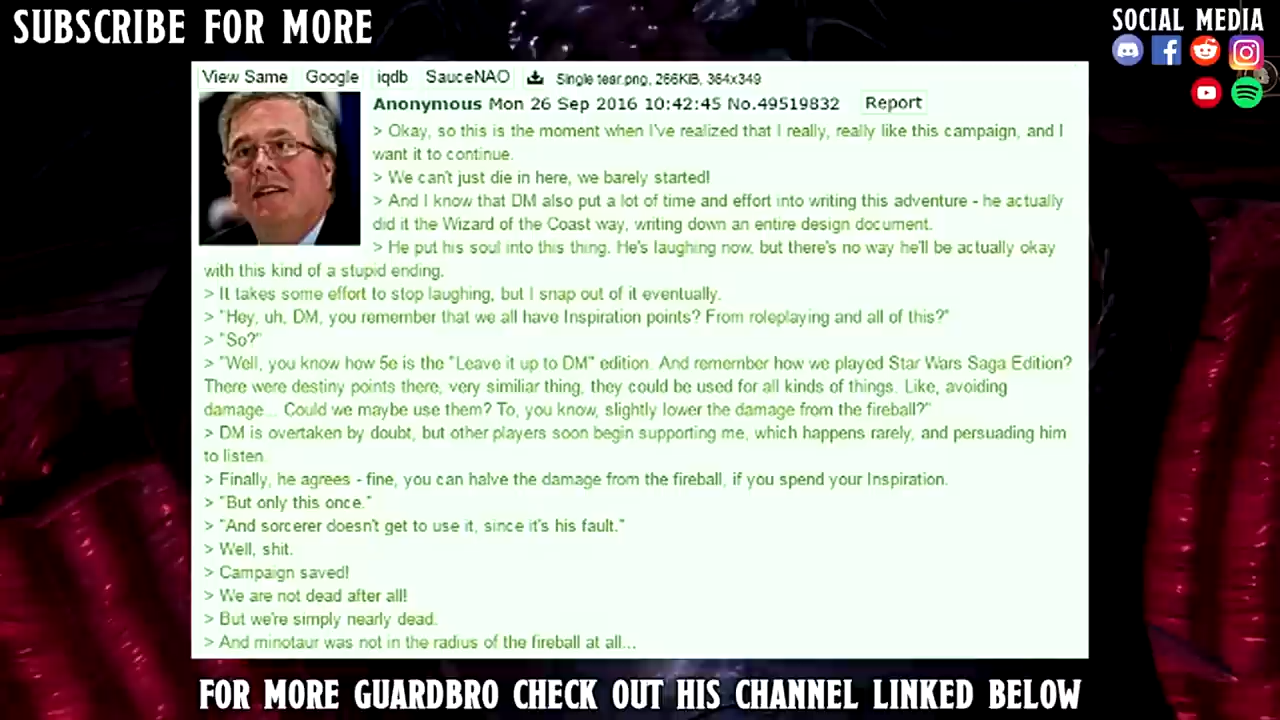 SUBSCRIBE FOR MORE
SOCIAL MEDIA
View Same Google iqdb SauceNAO Single tear.png, 266KiB, 364x349
Anonymous Mon 26 Sep 2016 10:42:45 No.49519832 Report
> Okay, so this is the moment when I've realized that I really, really like this campaign, and I
want it to continue.
> We can't just die in here, we barely started!
> And I know that DM also put a lot of time and effort into writing this adventure - he actually
did it the Wizard of the Coast way, writing down an entire design document.
> He put his soul into this thing. He's laughing now, but there's no way he'll be actually okay
with this kind of a stupid ending.
> It takes some effort to stop laughing, but I snap out of it eventually.
> "Hey, uh, DM, you remember that we all have Inspiration points? From roleplaying and all of this?"
> "So?"
> "Well, you know how 5e is the "Leave it up to DM" edition. And remember how we played Star Wars Saga Edition?
There were destiny points there, very similiar thing, they could be used for all kinds of things. Like, avoiding
damage... Could we maybe use them? To, you know, slightly lower the damage from the fireball?"
> DM is overtaken by doubt, but other players soon begin supporting me, which happens rarely, and persuading him
to listen.
> Finally, he agrees - fine, you can halve the damage from the fireball, if you spend your Inspiration.
> "But only this once."
> "And sorcerer doesn't get to use it, since it's his fault."
> Well, shit.
> Campaign saved!
> We are not dead after all!
> But we're simply nearly dead.
> And minotaur was not in the radius of the fireball at all...
FOR MORE GUARDBRO CHECK OUT HIS CHANNEL LINKED BELOW